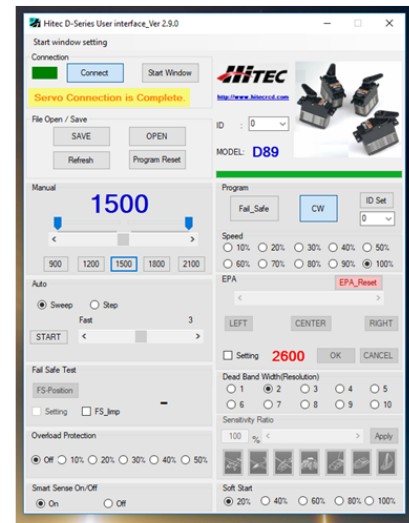 Hitec D-Series User interface_Ver 2.9.0
Start window setting
Connection
Connect
Start Window
Servo Connection is Complete.
HiTEC
http://www.hitecrcd.com
File Open / Save
SAVE
OPEN
Refresh
Program Reset
ID : 0
MODEL: D89
Manual
1500
900 1200 1500 1800 2100
Program
Fail_Safe
CW
ID Set
0
Speed
10% 20% 30% 40% 50%
60% 70% 80% 90% 100%
Auto
Sweep Step
Fast 3
START
EPA
EPA_Reset
LEFT CENTER RIGHT
Setting 2600 OK CANCEL
Fail Safe Test
FS-Position
Setting FS_Imp
-
Dead Band Width(Resolution)
1 2 3 4 5
6 7 8 9 10
Overload Protection
Off 10% 20% 30% 40% 50%
Sensitivity Ratio
100 % Apply
Smart Sense On/Off
On Off
Soft Start
20% 40% 60% 80% 100%